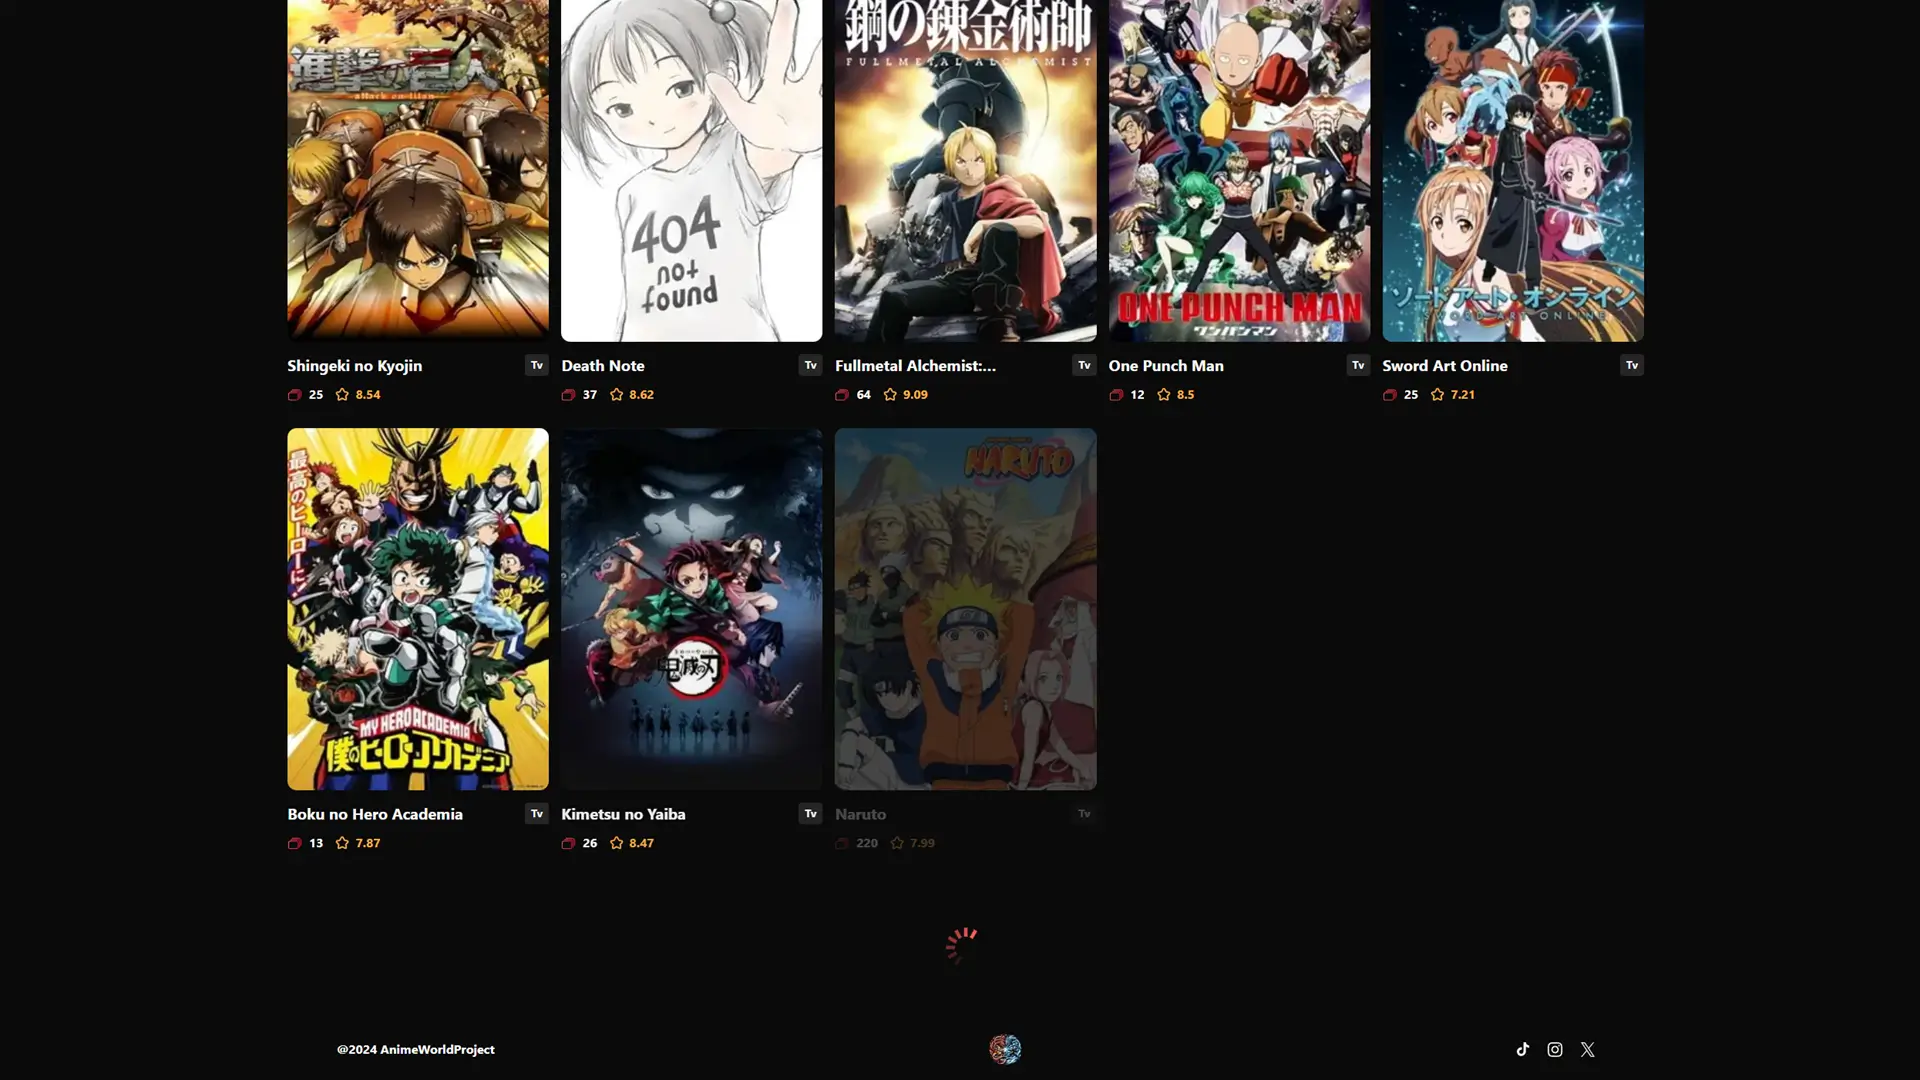 進撃の巨人
attack on titan
404
not
found
鋼の錬金術師
FULLMETAL ALCHEMIST
ONE PUNCH MAN
ワンパンマン
ソードアート・オンライン
SWORD ART ONLINE
Shingeki no Kyojin Tv
25 8.54
Death Note Tv
37 8.62
Fullmetal Alchemist:... Tv
64 9.09
One Punch Man Tv
12 8.5
Sword Art Online Tv
25 7.21
最高のヒーローに!
MY HERO ACADEMIA
僕のヒーローアカデミア
鬼滅の刃
NARUTO
Boku no Hero Academia Tv
13 7.87
Kimetsu no Yaiba Tv
26 8.47
Naruto Tv
220 7.99
@2024 AnimeWorldProject